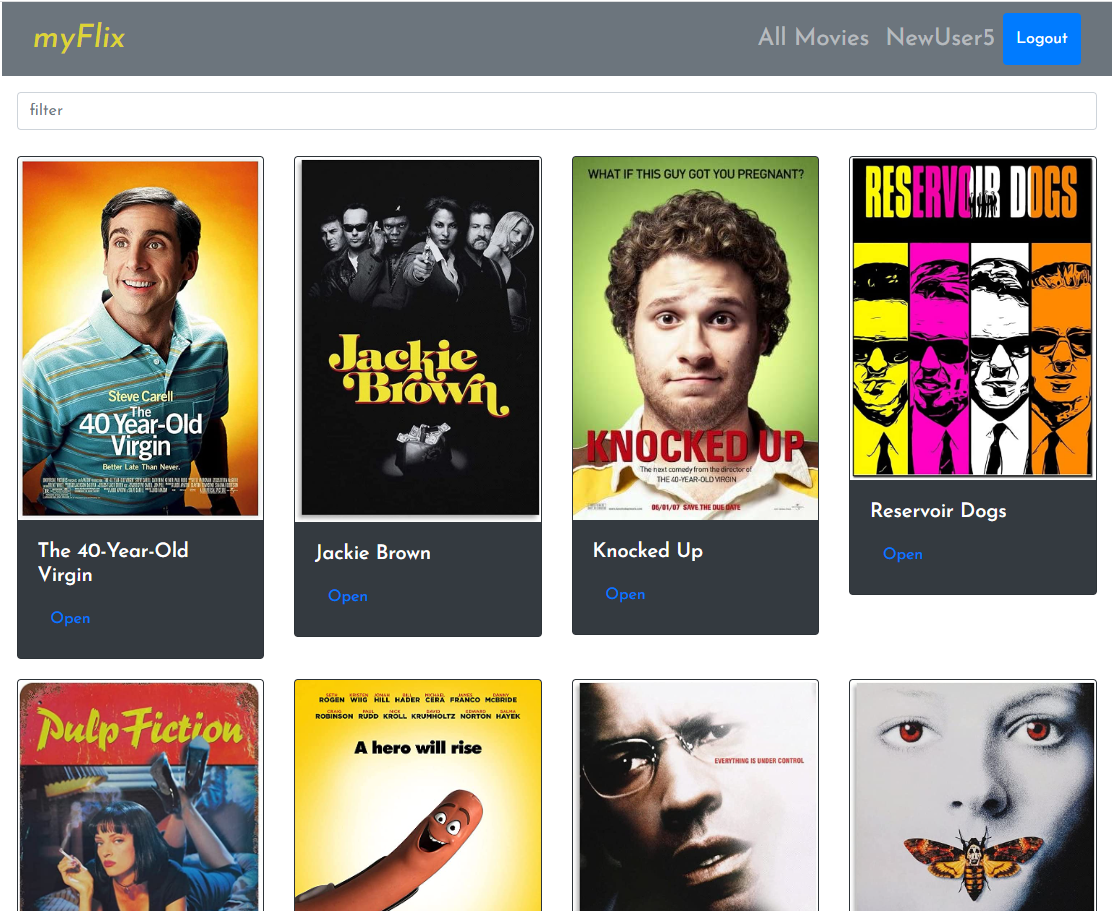 myFlix
All Movies NewUser5 Logout
filter
Steve Carell
The
40 Year-Old
Virgin
Better Late Than Never.
The 40-Year-Old
Virgin
Open
Jackie
Brown
Jackie Brown
Open
WHAT IF THIS GUY GOT YOU PREGNANT?
KNOCKED UP
The next comedy from the director of
THE 40-YEAR-OLD VIRGIN
06/01/07 SAVE THE DUE DATE
Knocked Up
Open
RESERVOIR DOGS
Reservoir Dogs
Open
Pulp Fiction
SETH KRISTEN JONAH BILL MICHAEL JAMES DANNY
ROGEN WIIG HILL HADER CERA FRANCO McBRIDE
CRAIG PAUL NICK DAVID EDWARD SALMA
ROBINSON RUDD KROLL KRUMHOLTZ NORTON HAYEK
A hero will rise
EVERYTHING IS UNDER CONTROL